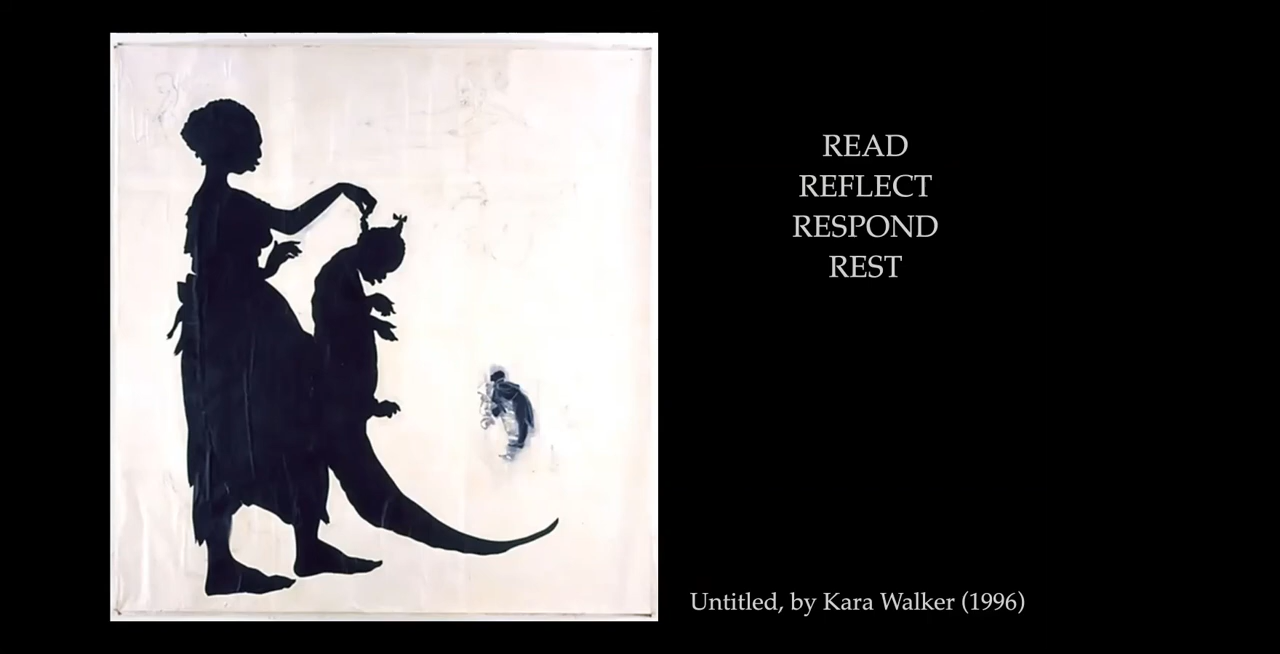 READ
REFLECT
RESPOND
REST
Untitled, by Kara Walker (1996)